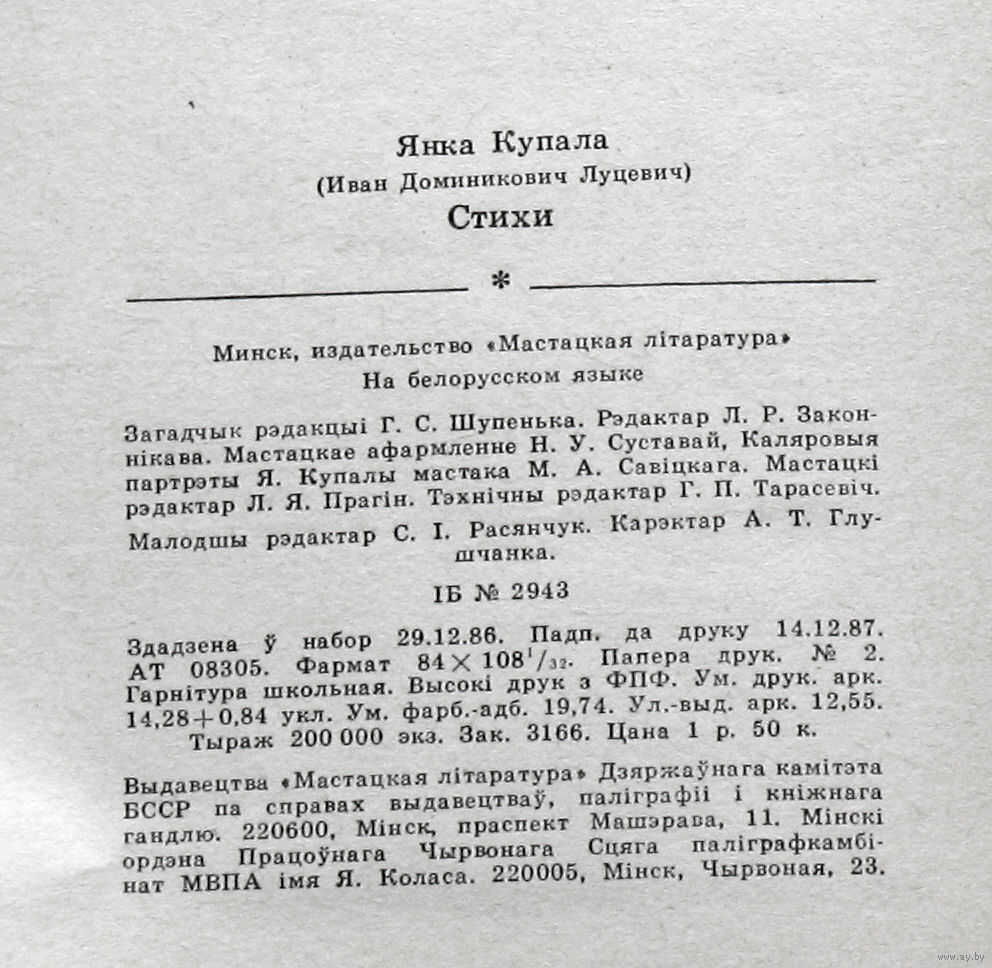 Янка Купала
(Иван Доминикович Луцевич)
Стихи
*
Минск, издательство «Мастацкая літаратура»
На белорусском языке
Загадчык рэдакцыі Г. С. Шупенька. Рэдактар Л. Р. Закон-
нікава. Мастацкае афармленне Н. У. Суставай, Каляровыя
партрэты Я. Купалы мастака М. А. Савіцкага. Мастацкі
рэдактар Л. Я. Прагін. Тэхнічны рэдактар Г. П. Тарасевіч.
Малодшы рэдактар С. І. Расянчук. Карэктар А. Т. Глу-
шчанка.
ІБ № 2943
Здадзена ў набор 29.12.86. Падп. да друку 14.12.87.
АТ 08305. Фармат 84×108¹/₃₂. Папера друк. № 2.
Гарнітура школьная. Высокі друк з ФПФ. Ум. друк. арк.
14,28+0,84 укл. Ум. фарб.-адб. 19,74. Ул.-выд. арк. 12,55.
Тыраж 200 000 экз. Зак. 3166. Цана 1 р. 50 к.
Выдавецтва «Мастацкая літаратура» Дзяржаўнага камітэта
БССР па справах выдавецтваў, паліграфіі і кніжнага
гандлю. 220600, Мінск, праспект Машэрава, 11. Мінскі
ордэна Працоўнага Чырвонага Сцяга паліграфкамбі-
нат МВПА імя Я. Коласа. 220005, Мінск, Чырвоная, 23.
www.ay.by